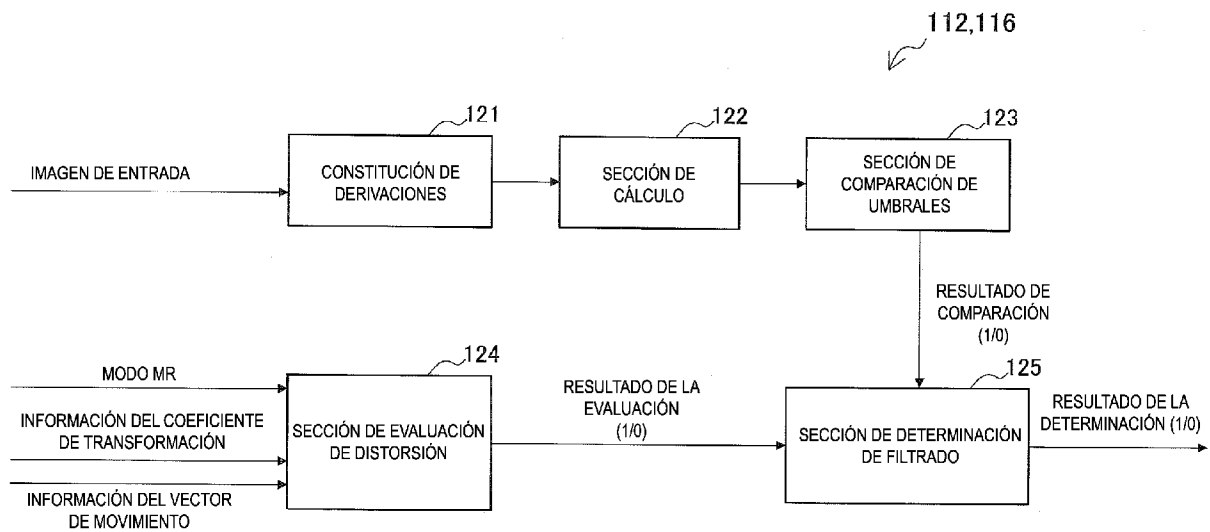 112,116
121
122
123
IMAGEN DE ENTRADA
CONSTITUCIÓN DE
DERIVACIONES
SECCIÓN DE
CÁLCULO
SECCIÓN DE
COMPARACIÓN DE
UMBRALES
RESULTADO DE
COMPARACIÓN
(1/0)
124
125
MODO MR
INFORMACIÓN DEL COEFICIENTE
DE TRANSFORMACIÓN
INFORMACIÓN DEL VECTOR
DE MOVIMIENTO
SECCIÓN DE EVALUACIÓN
DE DISTORSIÓN
RESULTADO DE LA
EVALUACIÓN
(1/0)
SECCIÓN DE DETERMINACIÓN
DE FILTRADO
RESULTADO DE LA
DETERMINACIÓN (1/0)